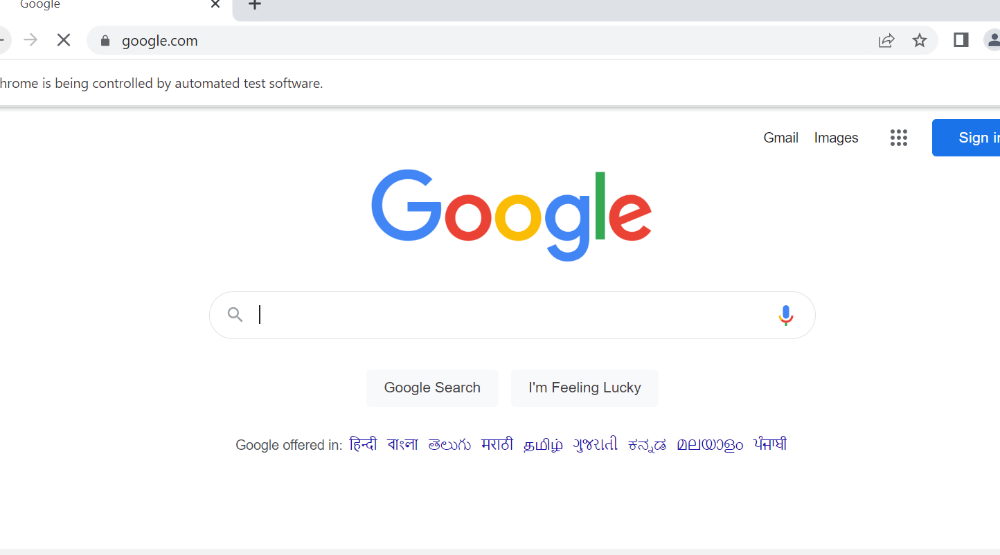 Google
google.com
hrome is being controlled by automated test software.
Gmail Images
Sign i
Google
Google Search I'm Feeling Lucky
Google offered in: हिन्दी বাংলা తెలుగు मराठी தமிழ் ગુજરાતી ಕನ್ನಡ മലയാളം ਪੰਜਾਬੀ